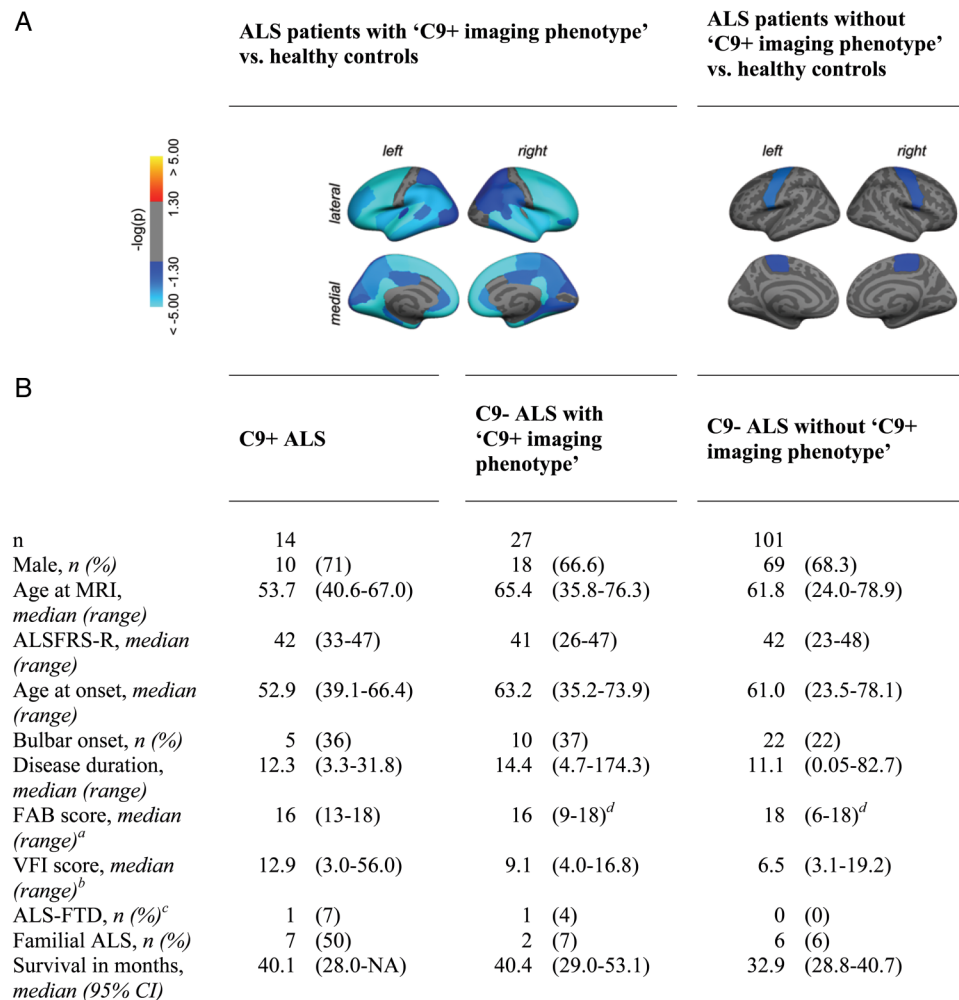 A
ALS patients with ‘C9+ imaging phenotype’
vs. healthy controls
ALS patients without
‘C9+ imaging phenotype’
vs. healthy controls
left
right
left
right
lateral
medial
-log(p)
> 5.00
1.30
-1.30
< -5.00
B
C9+ ALS
C9- ALS with
‘C9+ imaging
phenotype’
C9- ALS without ‘C9+
imaging phenotype’
n 14 27 101
Male, n (%) 10 (71) 18 (66.6) 69 (68.3)
Age at MRI, 53.7 (40.6-67.0) 65.4 (35.8-76.3) 61.8 (24.0-78.9)
median (range)
ALSFRS-R, median 42 (33-47) 41 (26-47) 42 (23-48)
(range)
Age at onset, median 52.9 (39.1-66.4) 63.2 (35.2-73.9) 61.0 (23.5-78.1)
(range)
Bulbar onset, n (%) 5 (36) 10 (37) 22 (22)
Disease duration, 12.3 (3.3-31.8) 14.4 (4.7-174.3) 11.1 (0.05-82.7)
median (range)
FAB score, median 16 (13-18) 16 (9-18)d 18 (6-18)d
(range)a
VFI score, median 12.9 (3.0-56.0) 9.1 (4.0-16.8) 6.5 (3.1-19.2)
(range)b
ALS-FTD, n (%)c 1 (7) 1 (4) 0 (0)
Familial ALS, n (%) 7 (50) 2 (7) 6 (6)
Survival in months, 40.1 (28.0-NA) 40.4 (29.0-53.1) 32.9 (28.8-40.7)
median (95% CI)